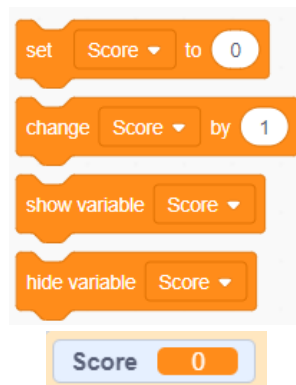 set Score to 0
change Score by 1
show variable Score
hide variable Score
Score 0